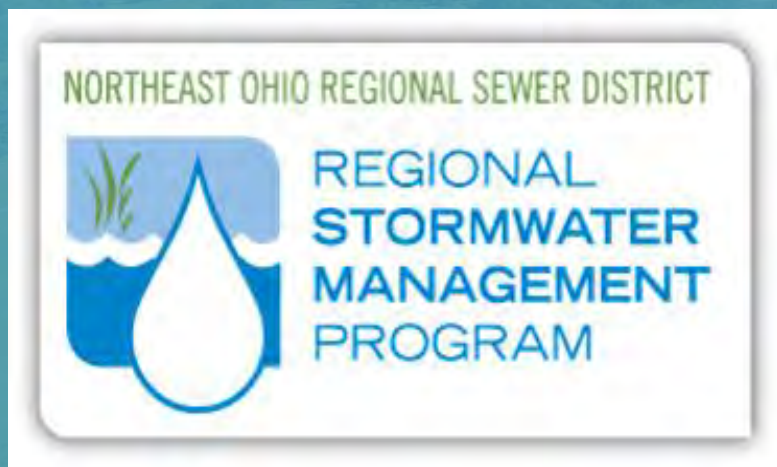 NORTHEAST OHIO REGIONAL SEWER DISTRICT
REGIONAL
STORMWATER
MANAGEMENT
PROGRAM